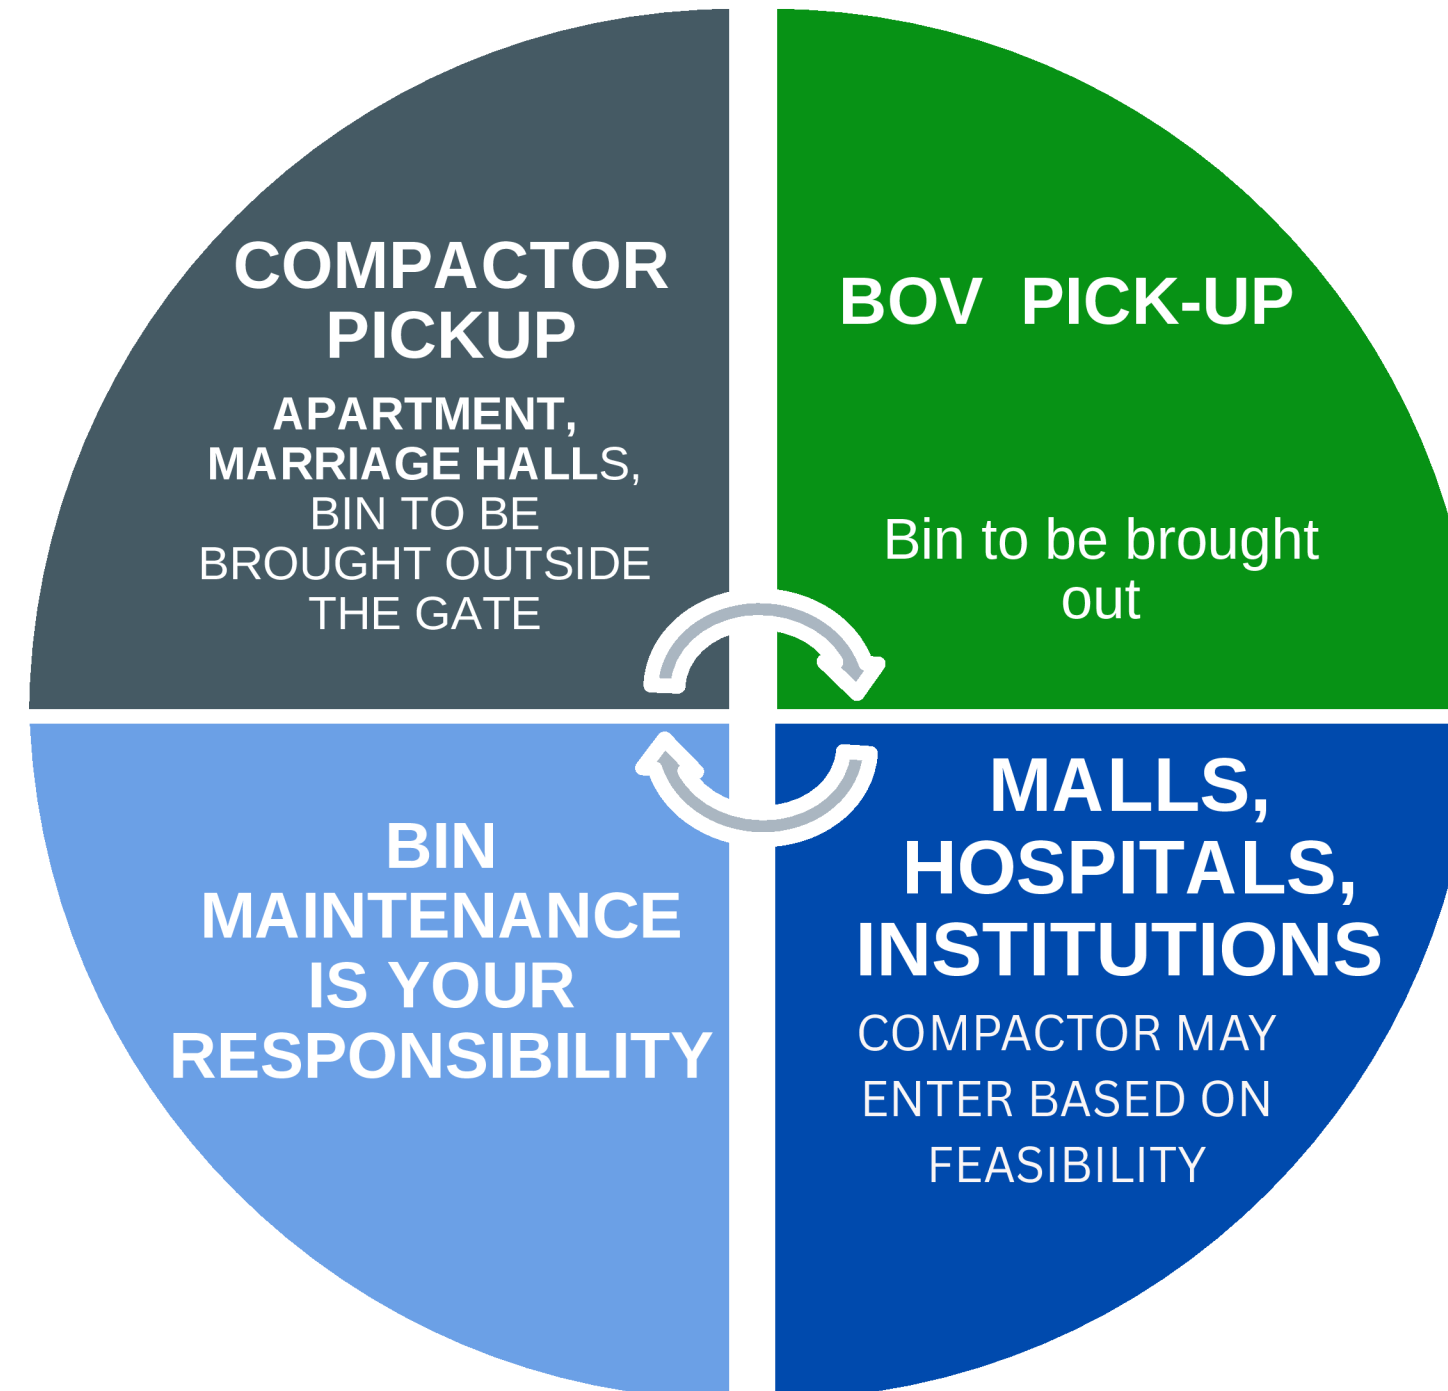 COMPACTOR
PICKUP
APARTMENT,
MARRIAGE HALLS,
BIN TO BE
BROUGHT OUTSIDE
THE GATE
BOV PICK-UP
Bin to be brought
out
BIN
MAINTENANCE
IS YOUR
RESPONSIBILITY
MALLS,
HOSPITALS,
INSTITUTIONS
COMPACTOR MAY
ENTER BASED ON
FEASIBILITY